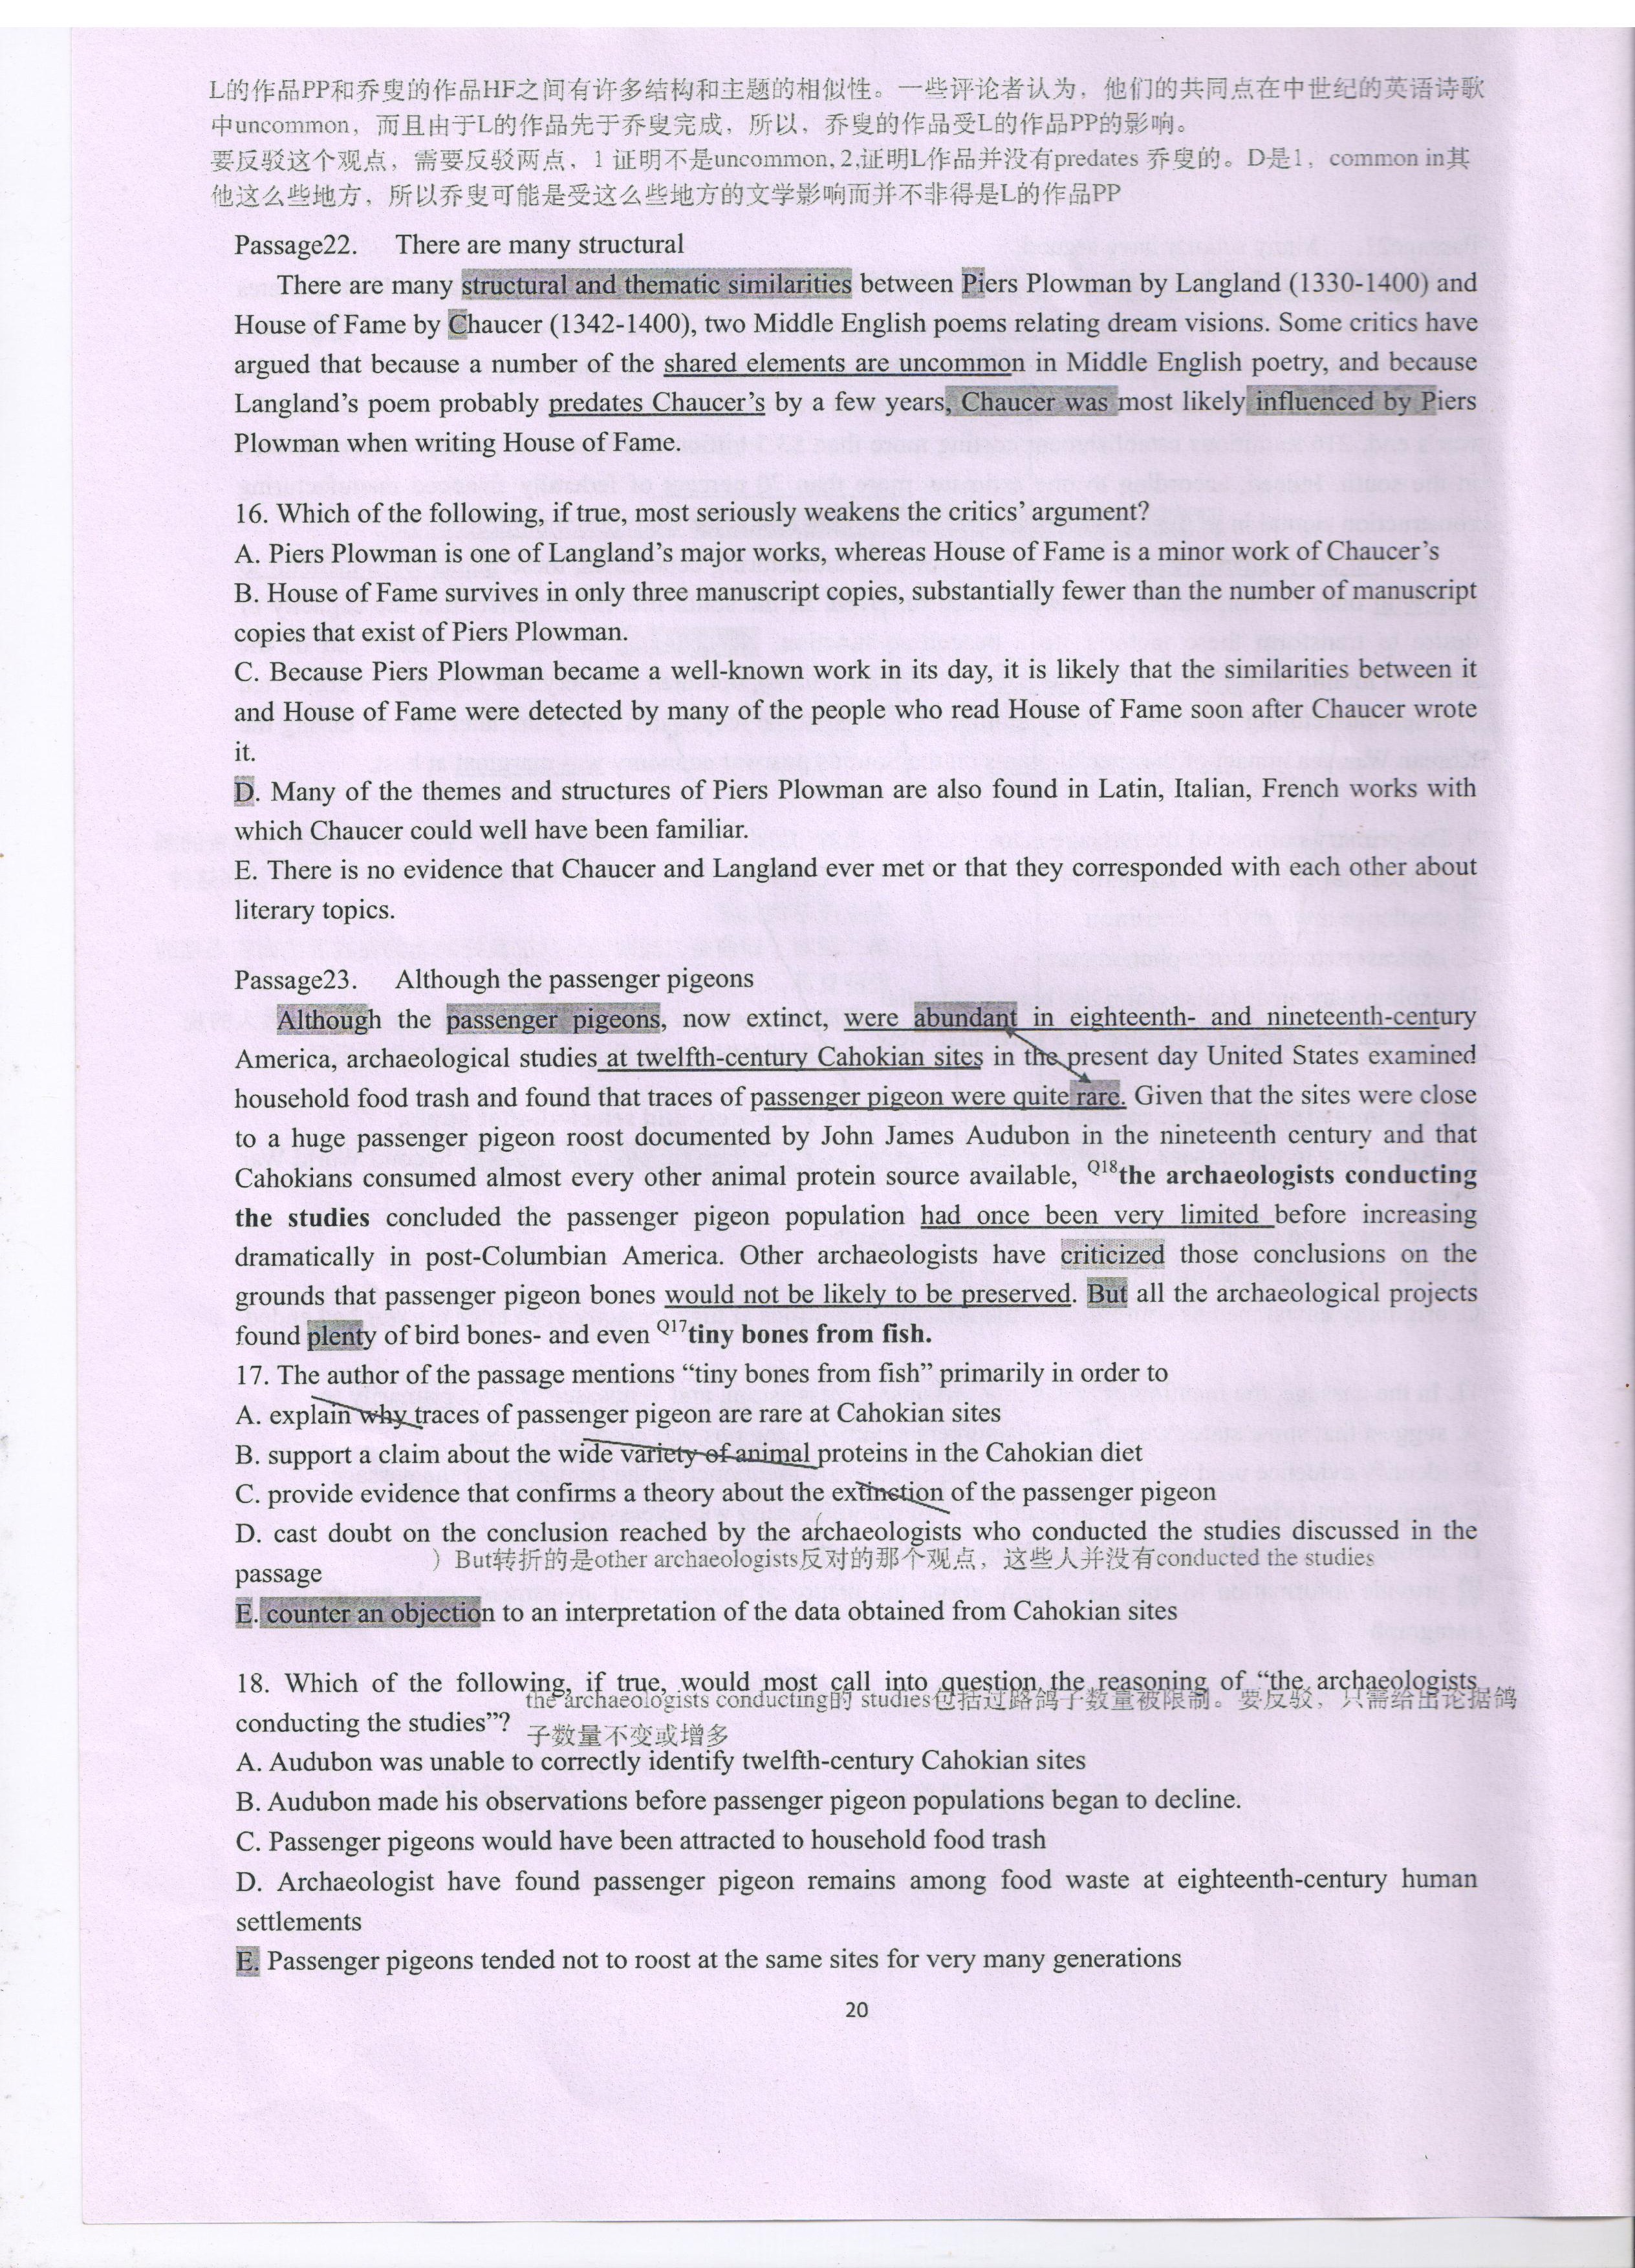 L的作品PP和乔叟的作品HF之间有许多结构和主题的相似性。一些评论者认为，他们的共同点在中世纪的英语诗歌
中uncommon，而且由于L的作品先于乔叟完成，所以，乔叟的作品受L的作品PP的影响。
要反驳这个观点，需要反驳两点，1 证明不是uncommon, 2,证明L作品并没有predates 乔叟的。D是1，common in其
他这么些地方，所以乔叟可能是受这么些地方的文学影响而并不非得是L的作品PP
Passage22. There are many structural
There are many structural and thematic similarities between Piers Plowman by Langland (1330-1400) and
House of Fame by Chaucer (1342-1400), two Middle English poems relating dream visions. Some critics have
argued that because a number of the shared elements are uncommon in Middle English poetry, and because
Langland's poem probably predates Chaucer's by a few years, Chaucer was most likely influenced by Piers
Plowman when writing House of Fame.
16. Which of the following, if true, most seriously weakens the critics' argument?
A. Piers Plowman is one of Langland's major works, whereas House of Fame is a minor work of Chaucer's
B. House of Fame survives in only three manuscript copies, substantially fewer than the number of manuscript
copies that exist of Piers Plowman.
C. Because Piers Plowman became a well-known work in its day, it is likely that the similarities between it
and House of Fame were detected by many of the people who read House of Fame soon after Chaucer wrote
it.
D. Many of the themes and structures of Piers Plowman are also found in Latin, Italian, French works with
which Chaucer could well have been familiar.
E. There is no evidence that Chaucer and Langland ever met or that they corresponded with each other about
literary topics.
Passage23. Although the passenger pigeons
Although the passenger pigeons, now extinct, were abundant in eighteenth- and nineteenth-century
America, archaeological studies at twelfth-century Cahokian sites in the present day United States examined
household food trash and found that traces of passenger pigeon were quite rare. Given that the sites were close
to a huge passenger pigeon roost documented by John James Audubon in the nineteenth century and that
Cahokians consumed almost every other animal protein source available, Q18the archaeologists conducting
the studies concluded the passenger pigeon population had once been very limited before increasing
dramatically in post-Columbian America. Other archaeologists have criticized those conclusions on the
grounds that passenger pigeon bones would not be likely to be preserved. But all the archaeological projects
found plenty of bird bones- and even Q17tiny bones from fish.
17. The author of the passage mentions "tiny bones from fish" primarily in order to
A. explain why traces of passenger pigeon are rare at Cahokian sites
B. support a claim about the wide variety of animal proteins in the Cahokian diet
C. provide evidence that confirms a theory about the extinction of the passenger pigeon
D. cast doubt on the conclusion reached by the archaeologists who conducted the studies discussed in the
passage
) But转折的是other archaeologists反对的那个观点，这些人并没有conducted the studies
E. counter an objection to an interpretation of the data obtained from Cahokian sites
18. Which of the following, if true, would most call into question the reasoning of "the archaeologists
conducting the studies"?
the archaeologists conducting的 studies包括过路鸽子数量被限制。要反驳，只需给出论据鸽
子数量不变或增多
A. Audubon was unable to correctly identify twelfth-century Cahokian sites
B. Audubon made his observations before passenger pigeon populations began to decline.
C. Passenger pigeons would have been attracted to household food trash
D. Archaeologist have found passenger pigeon remains among food waste at eighteenth-century human
settlements
E. Passenger pigeons tended not to roost at the same sites for very many generations
20